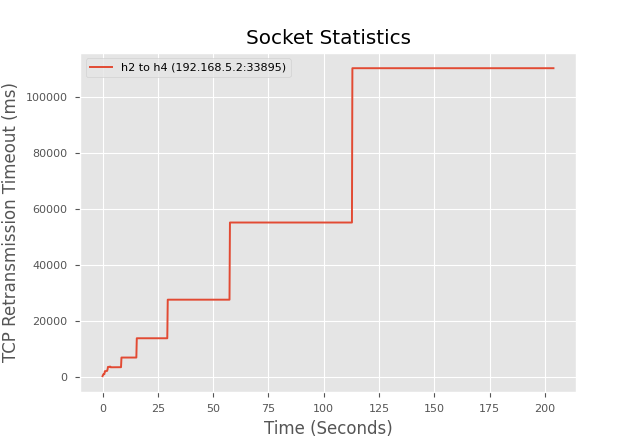 Socket Statistics
h2 to h4 (192.168.5.2:33895)
TCP Retransmission Timeout (ms)
100000
80000
60000
40000
20000
0
0 25 50 75 100 125 150 175 200
Time (Seconds)